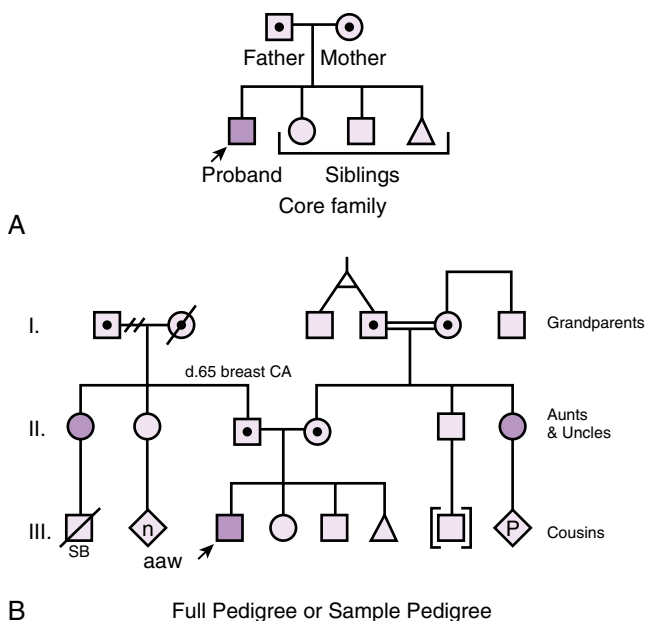 Father Mother
Proband Siblings
Core family
A
I. Grandparents
d.65 breast CA
II. Aunts
& Uncles
III. SB n P Cousins
aaw
B Full Pedigree or Sample Pedigree